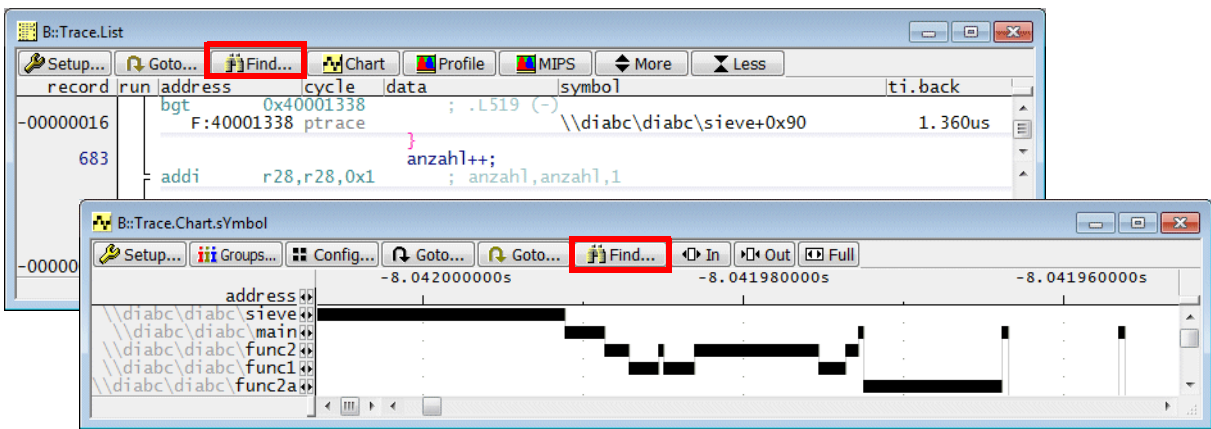 B::Trace.List
Setup... Goto... Find... Chart Profile MIPS More Less
record run address cycle data symbol ti.back
bgt 0x40001338 ; .L519 (-)
-00000016 F:40001338 ptrace \\diabc\diabc\sieve+0x90 1.360us
}
683 anzahl++;
addi r28,r28,0x1 ; anzahl,anzahl,1
-00000
B::Trace.Chart.sYmbol
Setup... Groups... Config... Goto... Goto... Find... In Out Full
-8.042000000s -8.041980000s -8.041960000s
address
\\diabc\diabc\sieve
\\diabc\diabc\main
\\diabc\diabc\func2
\\diabc\diabc\func1
\\diabc\diabc\func2a